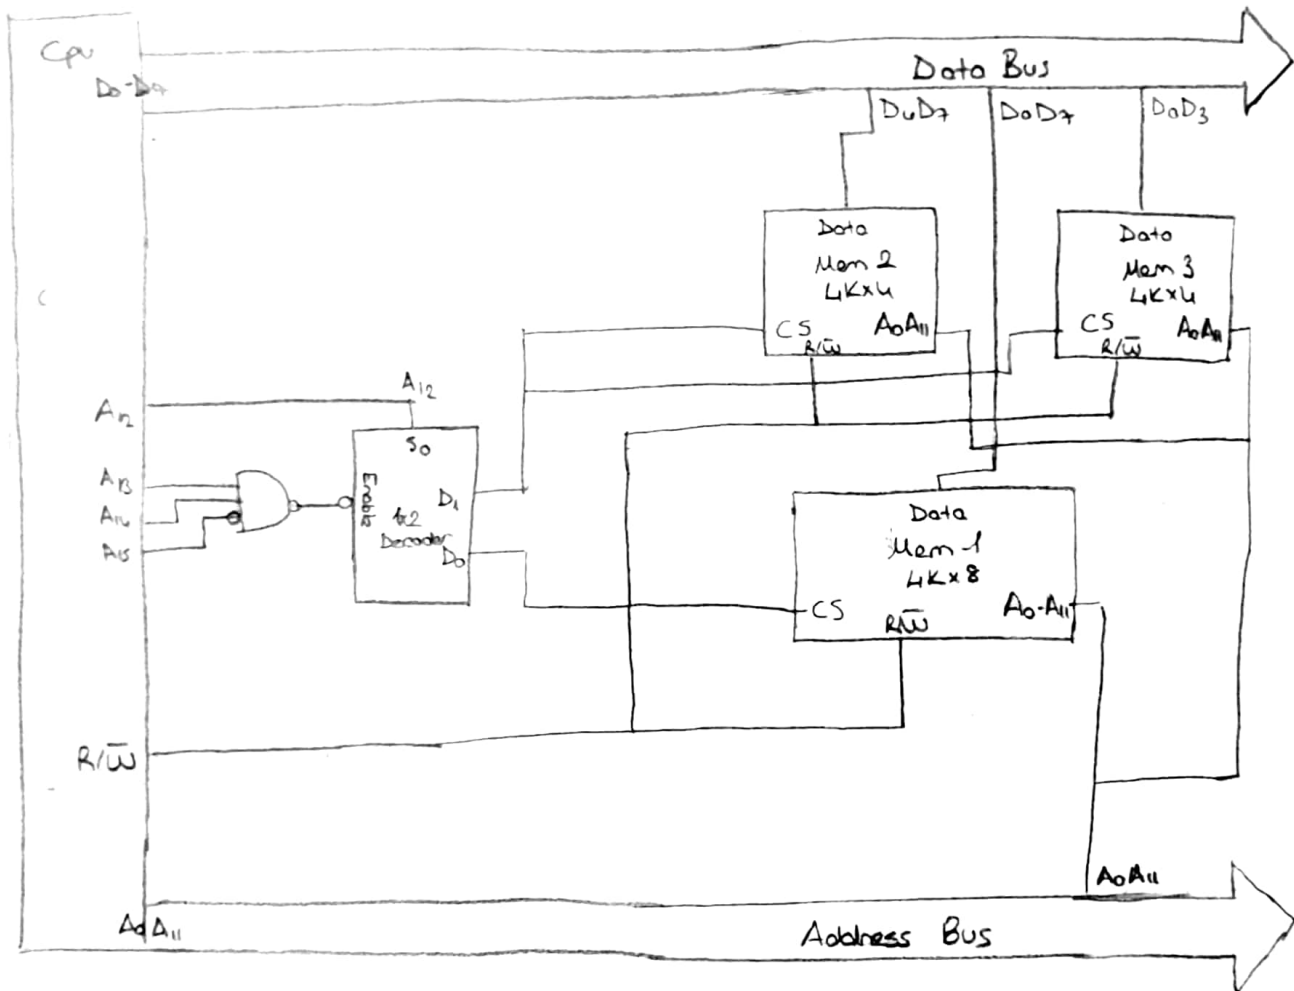 Cpu
D0-D7
Data Bus
D4D7
D0D7
D0D3
Data
Mem 2
4Kx4
CS
A0A11
R/W̅
Data
Mem 3
4Kx4
CS
A0A11
R/W̅
A12
A12
S0
A13
A14
A15
Enable
1x2
Decoder
D1
D0
Data
Mem 1
4Kx8
CS
A0-A11
R/W̅
R/W̅
A0A11
A0A11
Address Bus